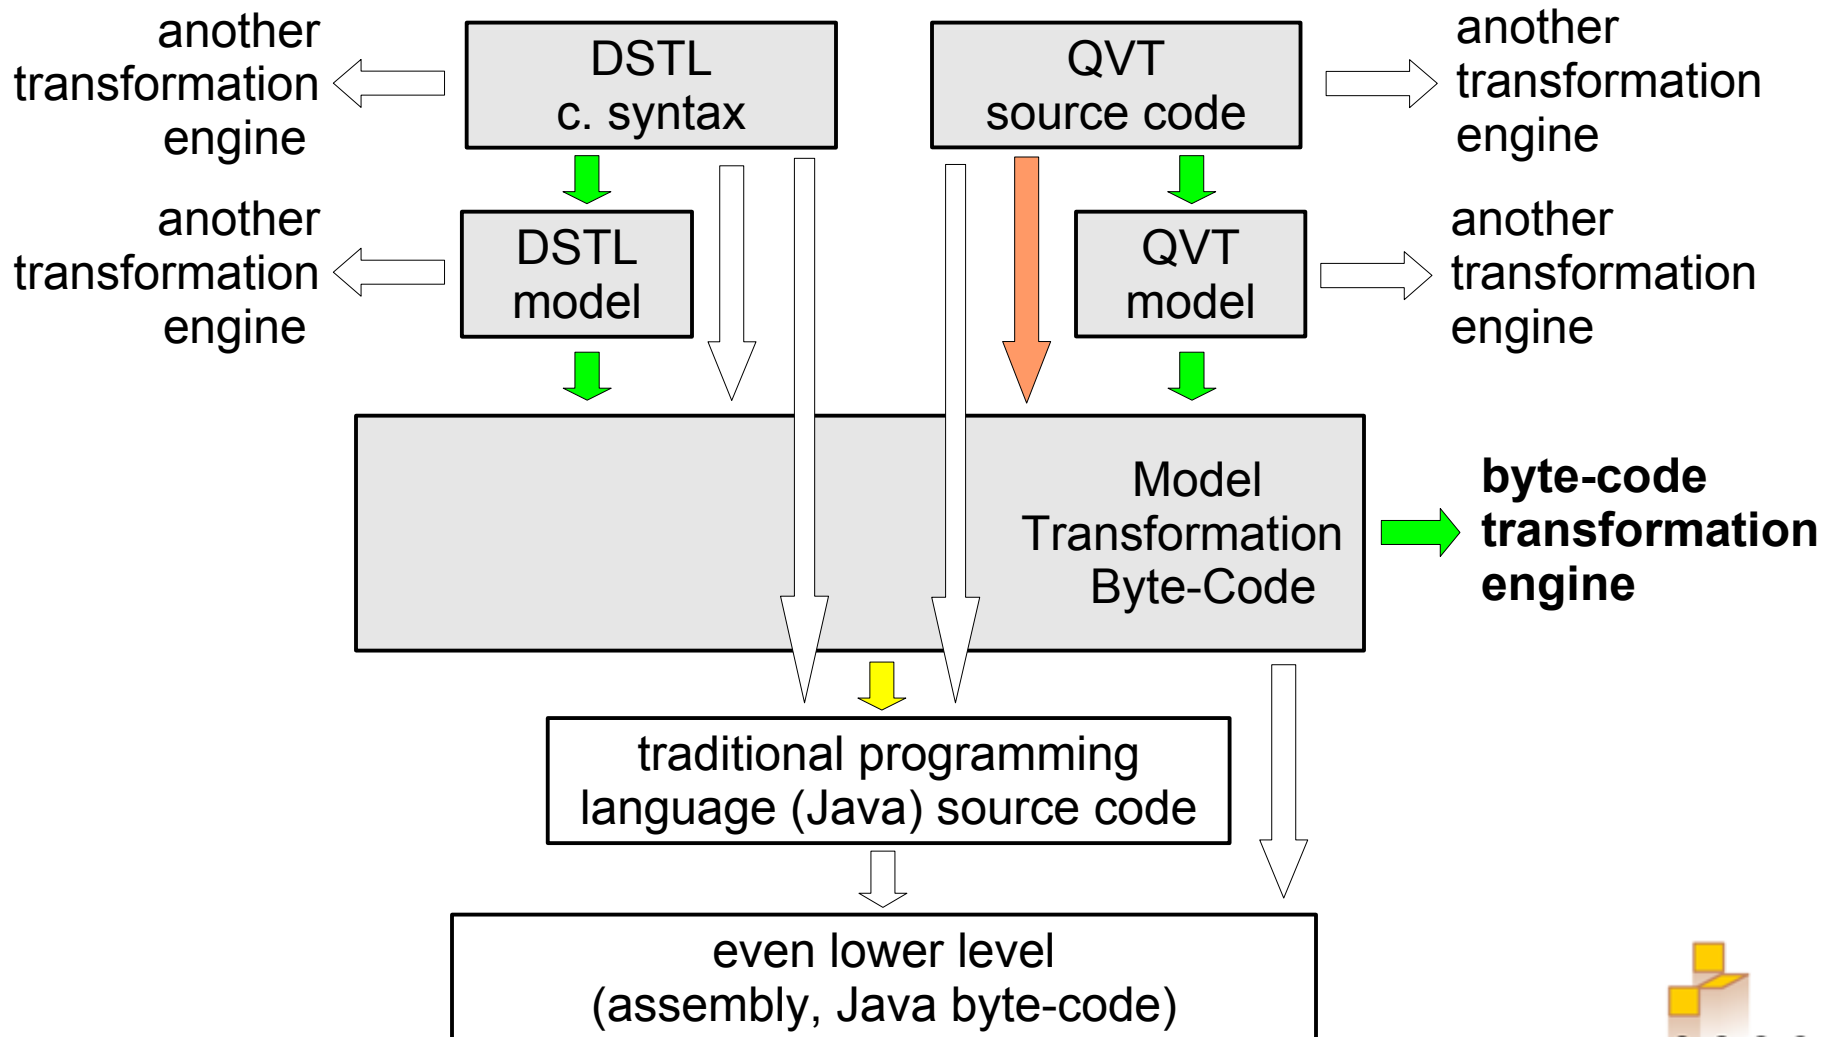 another
transformation
engine
DSTL
c. syntax
QVT
source code
another
transformation
engine
another
transformation
engine
DSTL
model
QVT
model
another
transformation
engine
Model
Transformation
Byte-Code
byte-code
transformation
engine
traditional programming
language (Java) source code
even lower level
(assembly, Java byte-code)